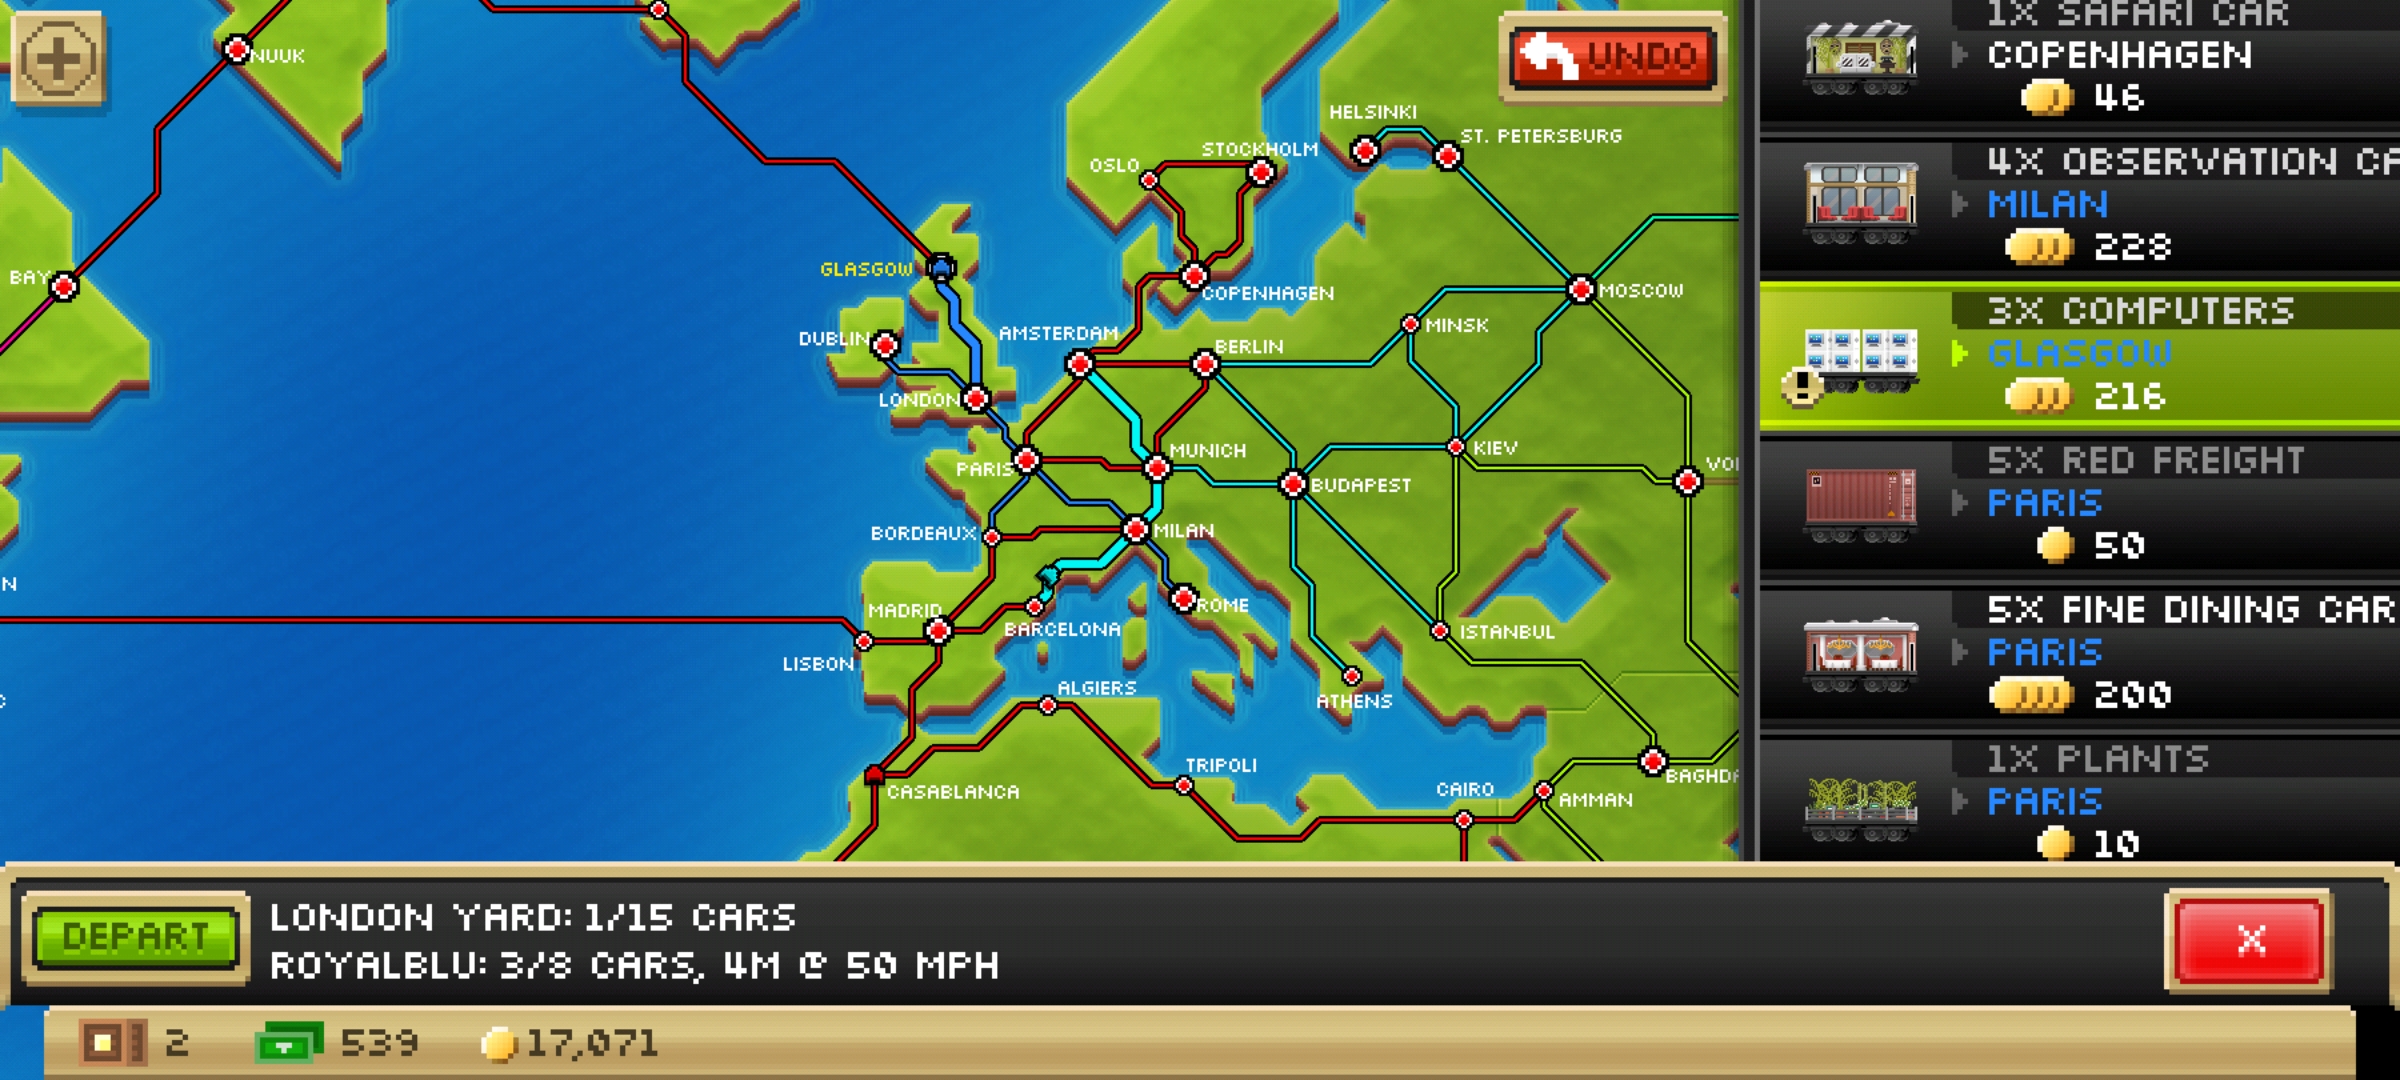 NUUK
BAY
N
GLASGOW
DUBLIN
LONDON
OSLO
STOCKHOLM
HELSINKI
ST. PETERSBURG
COPENHAGEN
MOSCOW
MINSK
AMSTERDAM
BERLIN
PARIS
MUNICH
KIEV
BUDAPEST
BORDEAUX
MILAN
ROME
MADRID
BARCELONA
LISBON
ISTANBUL
ATHENS
ALGIERS
TRIPOLI
CASABLANCA
CAIRO
AMMAN
BAGHDA
VO
UNDO
1X SAFARI CAR
COPENHAGEN
46
4X OBSERVATION CA
MILAN
228
3X COMPUTERS
GLASGOW
216
5X RED FREIGHT
PARIS
50
5X FINE DINING CAR
PARIS
200
1X PLANTS
PARIS
10
DEPART
LONDON YARD: 1/15 CARS
ROYALBLU: 3/8 CARS, 4M @ 50 MPH
X
2
539
17,071